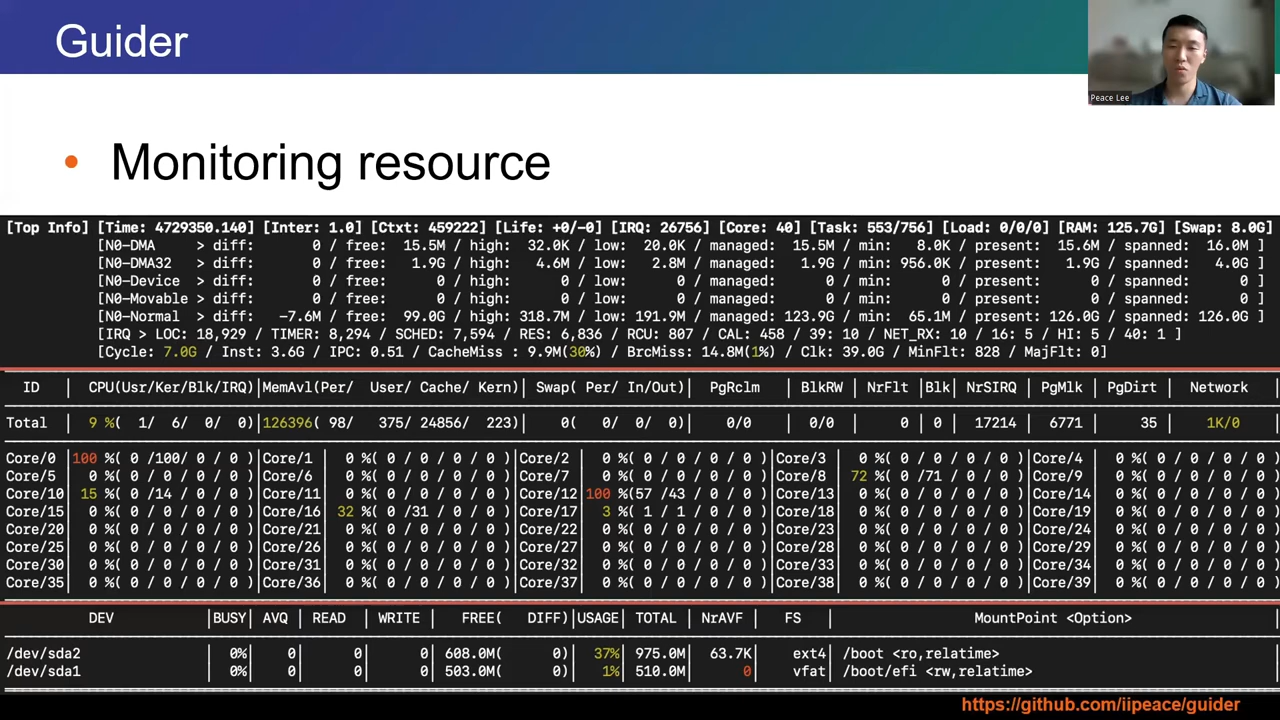 Guider
Peace Lee
• Monitoring resource
[Top Info] [Time: 4729350.140] [Inter: 1.0] [Ctxt: 459222] [Life: +0/-0] [IRQ: 26756] [Core: 40] [Task: 553/756] [Load: 0/0/0] [RAM: 125.7G] [Swap: 8.0G]
[N0-DMA > diff: 0 / free: 15.5M / high: 32.0K / low: 20.0K / managed: 15.5M / min: 8.0K / present: 15.6M / spanned: 16.0M ]
[N0-DMA32 > diff: 0 / free: 1.9G / high: 4.6M / low: 2.8M / managed: 1.9G / min: 956.0K / present: 1.9G / spanned: 4.0G ]
[N0-Device > diff: 0 / free: 0 / high: 0 / low: 0 / managed: 0 / min: 0 / present: 0 / spanned: 0 ]
[N0-Movable > diff: 0 / free: 0 / high: 0 / low: 0 / managed: 0 / min: 0 / present: 0 / spanned: 0 ]
[N0-Normal > diff: -7.6M / free: 99.0G / high: 318.7M / low: 191.9M / managed: 123.9G / min: 65.1M / present: 126.0G / spanned: 126.0G ]
[IRQ > LOC: 18,929 / TIMER: 8,294 / SCHED: 7,594 / RES: 6,836 / RCU: 807 / CAL: 458 / 39: 10 / NET_RX: 10 / 16: 5 / HI: 5 / 40: 1 ]
[Cycle: 7.0G / Inst: 3.6G / IPC: 0.51 / CacheMiss : 9.9M(30%) / BrcMiss: 14.8M(1%) / Clk: 39.0G / MinFlt: 828 / MajFlt: 0]
ID | CPU(Usr/Ker/Blk/IRQ)|MemAvl(Per/ User/ Cache/ Kern)| Swap( Per/ In/Out)| PgRclm | BlkRW | NrFlt |Blk| NrSIRQ | PgMlk | PgDirt | Network |
Total | 9 %( 1/ 6/ 0/ 0)|126396( 98/ 375/ 24856/ 223)| 0( 0/ 0/ 0)| 0/0 | 0/0 | 0 | 0| 17214 | 6771 | 35 | 1K/0 |
Core/0 |100 %( 0 /100/ 0 / 0 )|Core/1 | 0 %( 0 / 0 / 0 / 0 )|Core/2 | 0 %( 0 / 0 / 0 / 0 )|Core/3 | 0 %( 0 / 0 / 0 / 0 )|Core/4 | 0 %( 0 / 0 / 0 / 0 )
Core/5 | 0 %( 0 / 0 / 0 / 0 )|Core/6 | 0 %( 0 / 0 / 0 / 0 )|Core/7 | 0 %( 0 / 0 / 0 / 0 )|Core/8 | 72 %( 0 /71 / 0 / 0 )|Core/9 | 0 %( 0 / 0 / 0 / 0 )
Core/10| 15 %( 0 /14 / 0 / 0 )|Core/11| 0 %( 0 / 0 / 0 / 0 )|Core/12|100 %(57 /43 / 0 / 0 )|Core/13| 0 %( 0 / 0 / 0 / 0 )|Core/14| 0 %( 0 / 0 / 0 / 0 )
Core/15| 0 %( 0 / 0 / 0 / 0 )|Core/16| 32 %( 0 /31 / 0 / 0 )|Core/17| 3 %( 1 / 1 / 0 / 0 )|Core/18| 0 %( 0 / 0 / 0 / 0 )|Core/19| 0 %( 0 / 0 / 0 / 0 )
Core/20| 0 %( 0 / 0 / 0 / 0 )|Core/21| 0 %( 0 / 0 / 0 / 0 )|Core/22| 0 %( 0 / 0 / 0 / 0 )|Core/23| 0 %( 0 / 0 / 0 / 0 )|Core/24| 0 %( 0 / 0 / 0 / 0 )
Core/25| 0 %( 0 / 0 / 0 / 0 )|Core/26| 0 %( 0 / 0 / 0 / 0 )|Core/27| 0 %( 0 / 0 / 0 / 0 )|Core/28| 0 %( 0 / 0 / 0 / 0 )|Core/29| 0 %( 0 / 0 / 0 / 0 )
Core/30| 0 %( 0 / 0 / 0 / 0 )|Core/31| 0 %( 0 / 0 / 0 / 0 )|Core/32| 0 %( 0 / 0 / 0 / 0 )|Core/33| 0 %( 0 / 0 / 0 / 0 )|Core/34| 0 %( 0 / 0 / 0 / 0 )
Core/35| 0 %( 0 / 0 / 0 / 0 )|Core/36| 0 %( 0 / 0 / 0 / 0 )|Core/37| 0 %( 0 / 0 / 0 / 0 )|Core/38| 0 %( 0 / 0 / 0 / 0 )|Core/39| 0 %( 0 / 0 / 0 / 0 )
DEV |BUSY| AVQ | READ | WRITE | FREE( DIFF)|USAGE| TOTAL | NrAVF | FS | MountPoint <Option> |
/dev/sda2 | 0%| 0| 0| 0| 608.0M( 0)| 37%| 975.0M| 63.7K| ext4| /boot <ro,relatime> |
/dev/sda1 | 0%| 0| 0| 0| 503.0M( 0)| 1%| 510.0M| 0| vfat| /boot/efi <rw,relatime> |
https://github.com/iipeace/guider